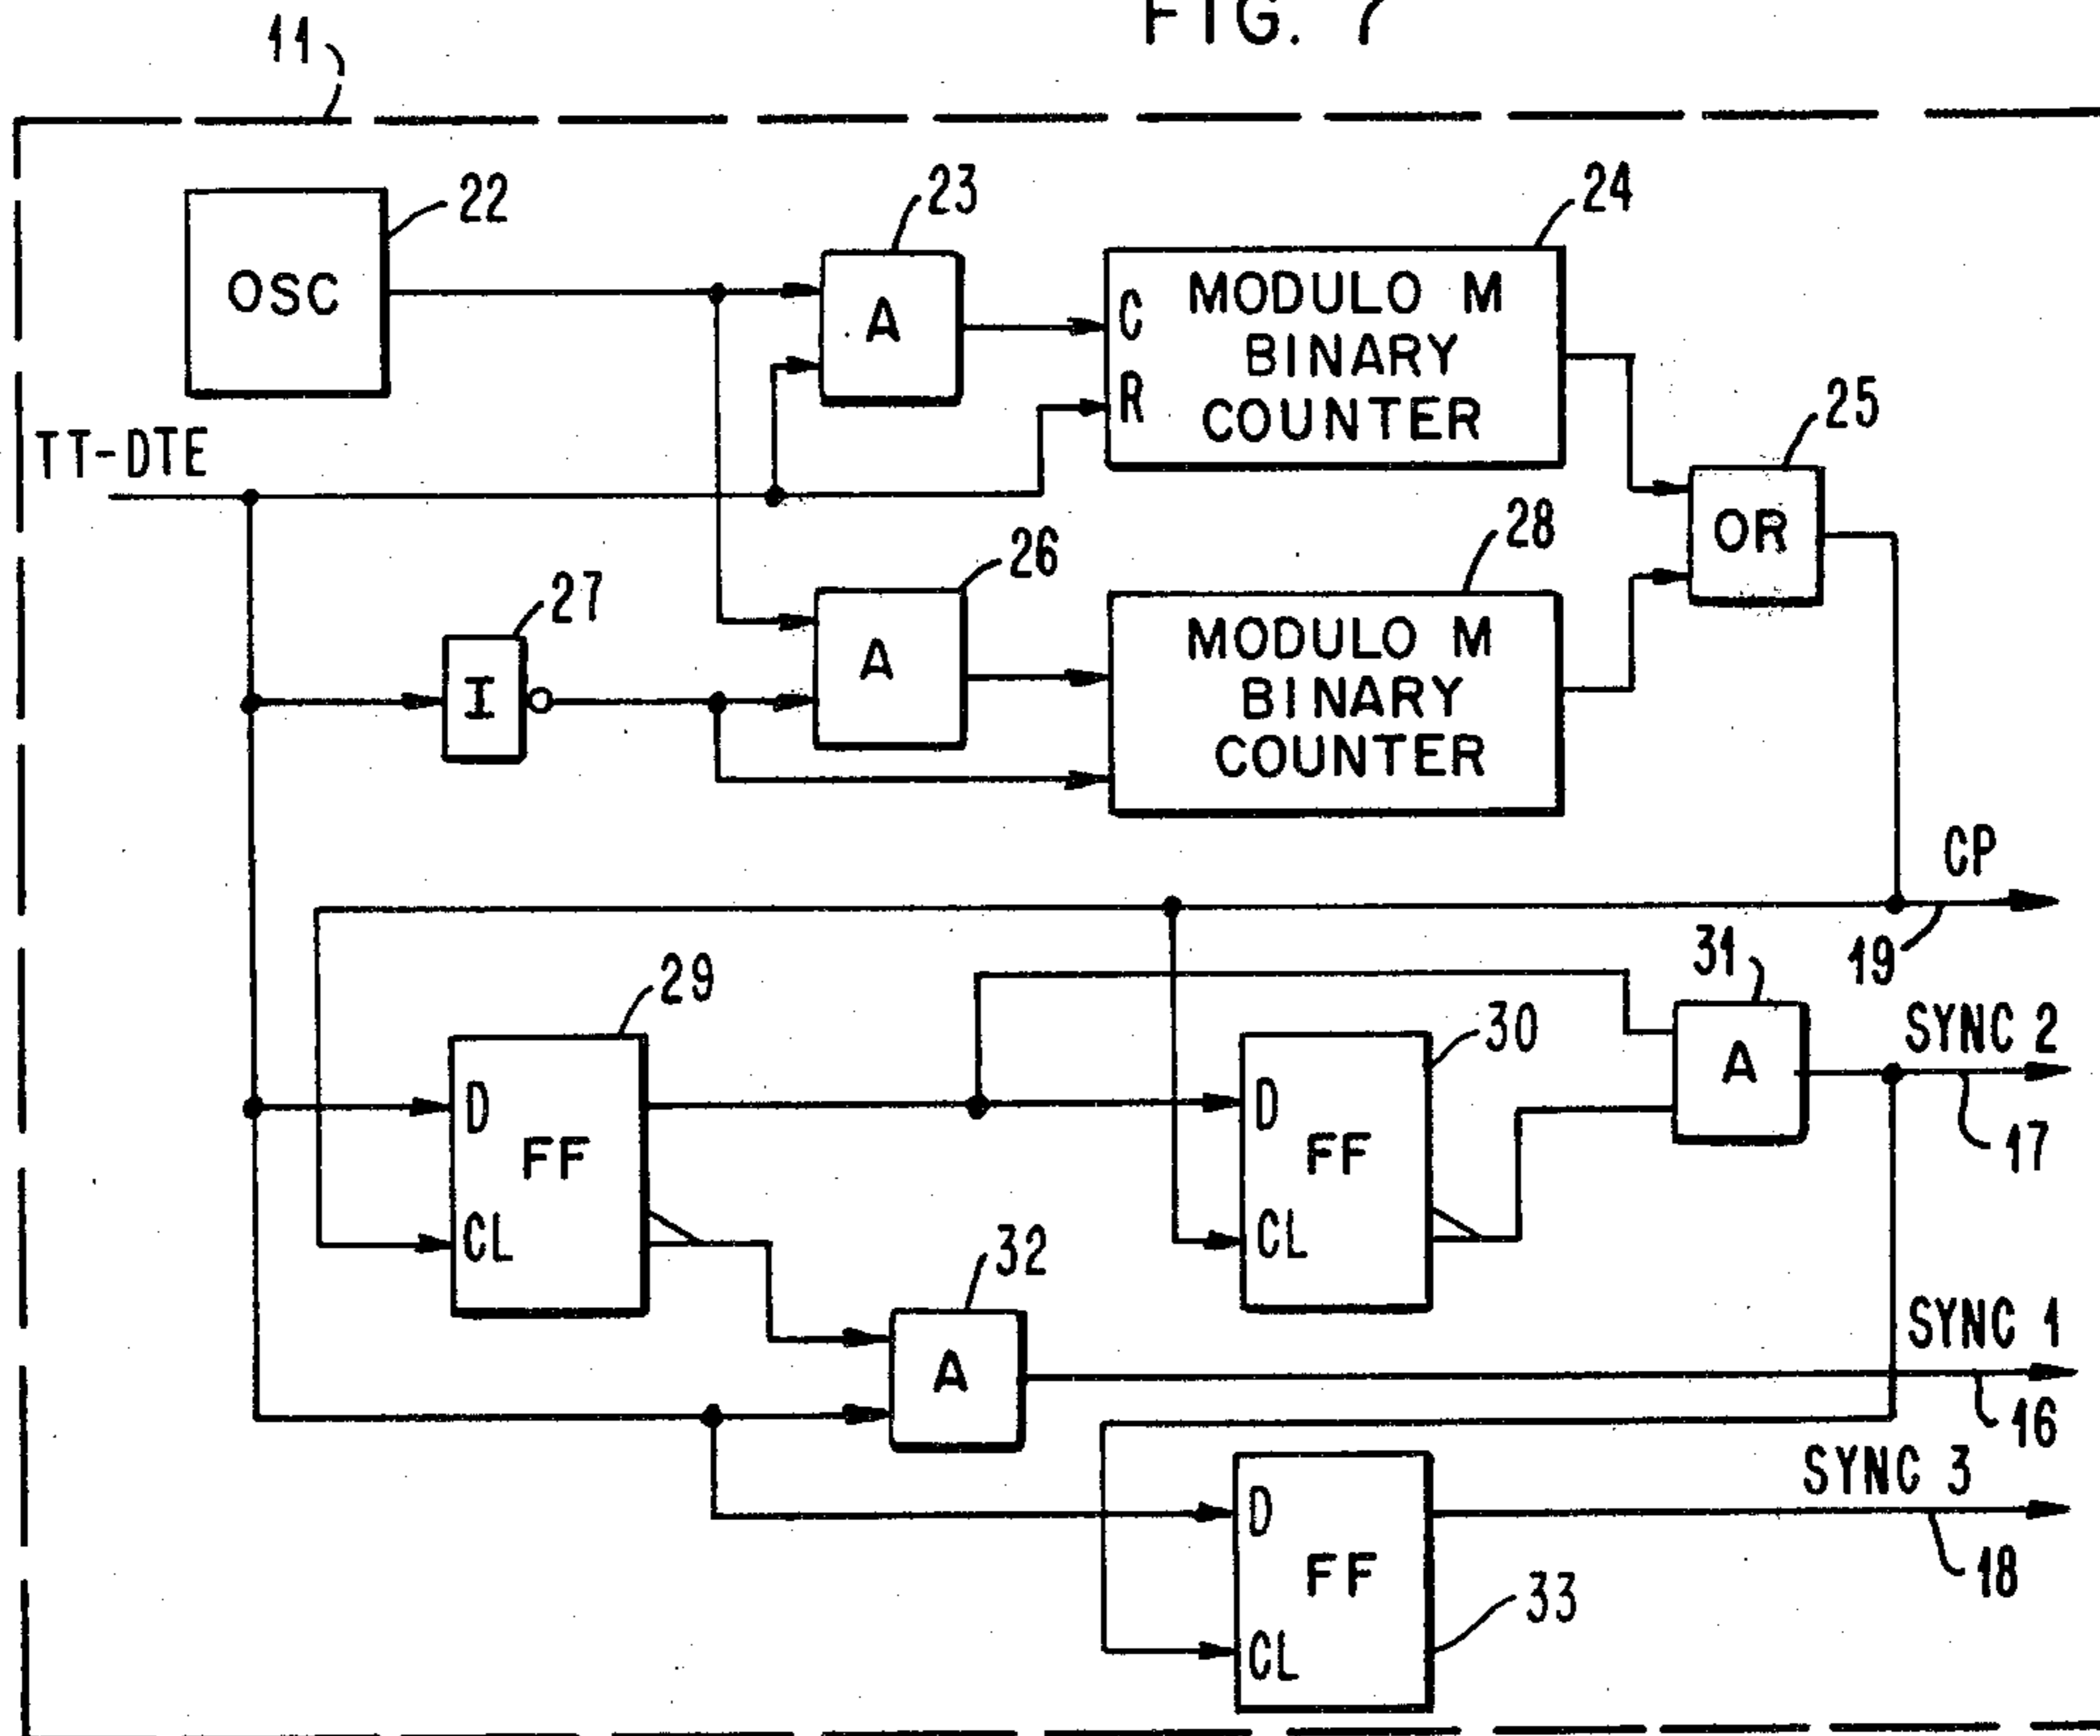 FIG. 7
11
22
OSC
23
A
24
C
R
MODULO M
BINARY
COUNTER
25
OR
TT-DTE
26
A
27
I
28
MODULO M
BINARY
COUNTER
CP
19
29
D
FF
CL
30
D
FF
CL
31
A
SYNC 2
17
32
A
SYNC 1
16
33
D
FF
CL
SYNC 3
18